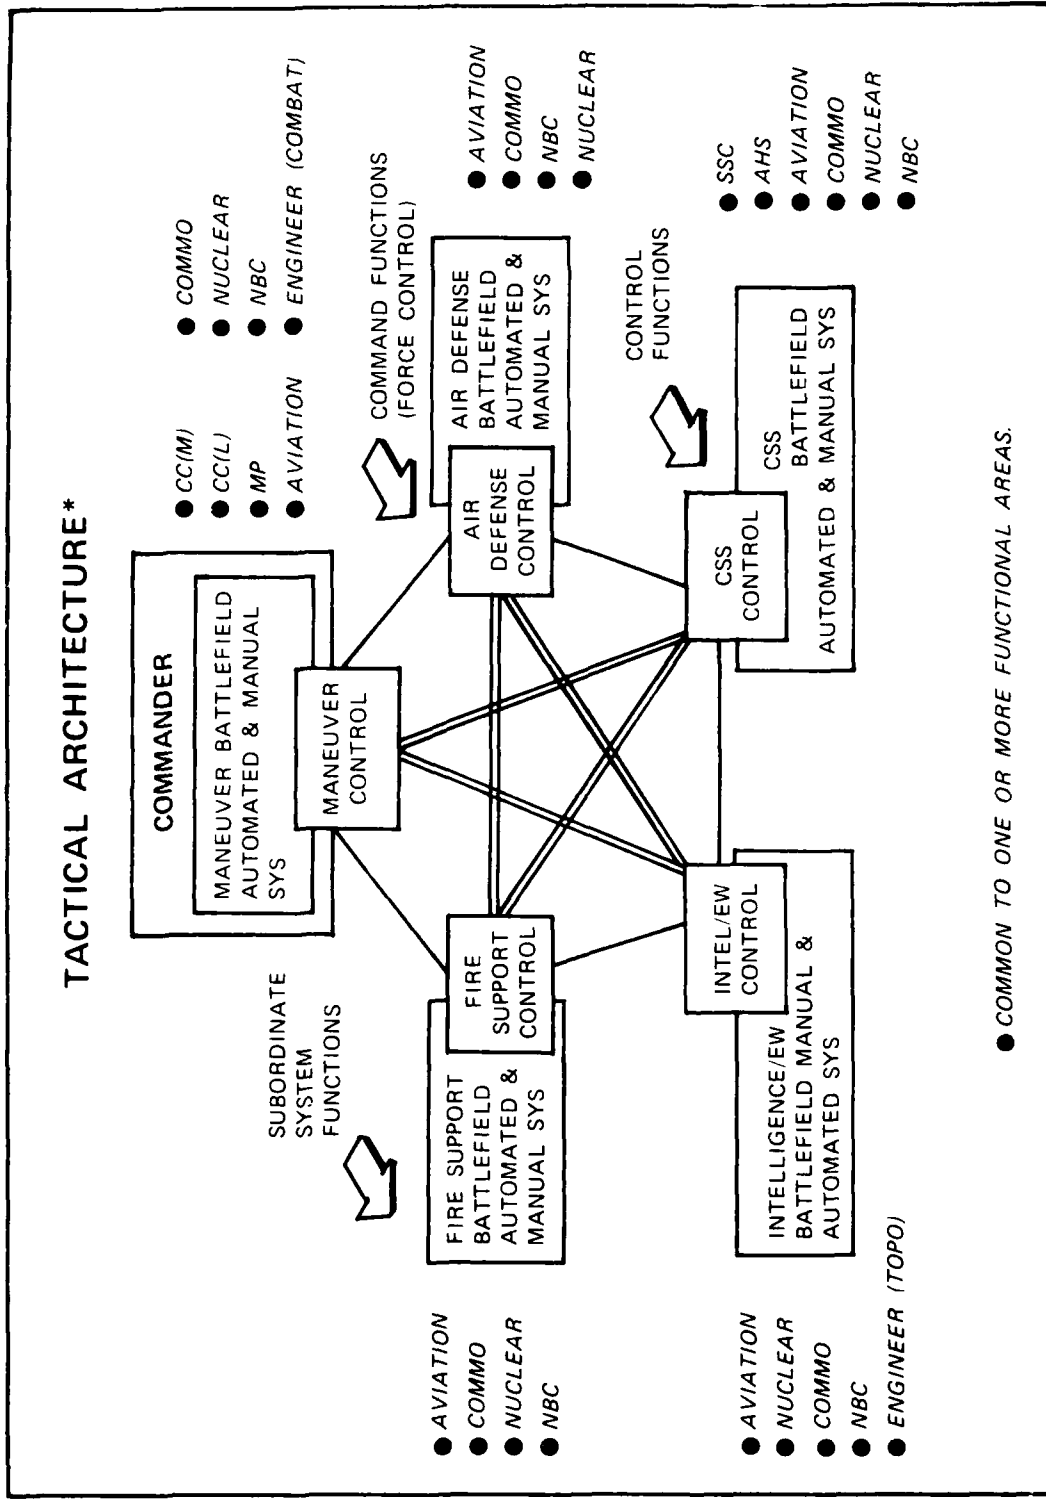 TACTICAL ARCHITECTURE*
COMMANDER
MANEUVER BATTLEFIELD
AUTOMATED & MANUAL
SYS
MANEUVER
CONTROL
● CC(M)
● CC(L)
● MP
● AVIATION
● COMMO
● NUCLEAR
● NBC
● ENGINEER (COMBAT)
SUBORDINATE
SYSTEM
FUNCTIONS
COMMAND FUNCTIONS
(FORCE CONTROL)
● AVIATION
● COMMO
● NUCLEAR
● NBC
FIRE SUPPORT
BATTLEFIELD
AUTOMATED &
MANUAL SYS
FIRE
SUPPORT
CONTROL
AIR
DEFENSE
CONTROL
AIR DEFENSE
BATTLEFIELD
AUTOMATED &
MANUAL SYS
● AVIATION
● COMMO
● NBC
● NUCLEAR
CONTROL
FUNCTIONS
● AVIATION
● NUCLEAR
● COMMO
● NBC
● ENGINEER (TOPO)
INTEL/EW
CONTROL
INTELLIGENCE/EW
BATTLEFIELD MANUAL &
AUTOMATED SYS
CSS
CONTROL
CSS
BATTLEFIELD
AUTOMATED & MANUAL SYS
● SSC
● AHS
● AVIATION
● COMMO
● NUCLEAR
● NBC
● COMMON TO ONE OR MORE FUNCTIONAL AREAS.